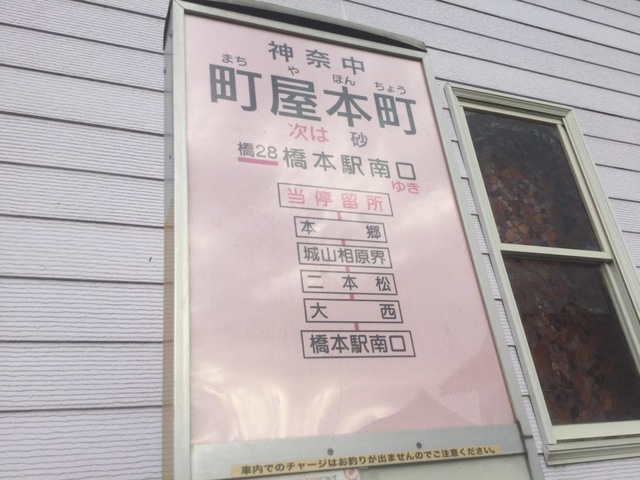 神奈中
まち や ほん ちょう
町屋本町
次は 砂
橋28 橋本駅南口
ゆき
当停留所
本郷
城山相原界
二本松
大西
橋本駅南口
車内でのチャージはお釣りが出ませんのでご注意ください。